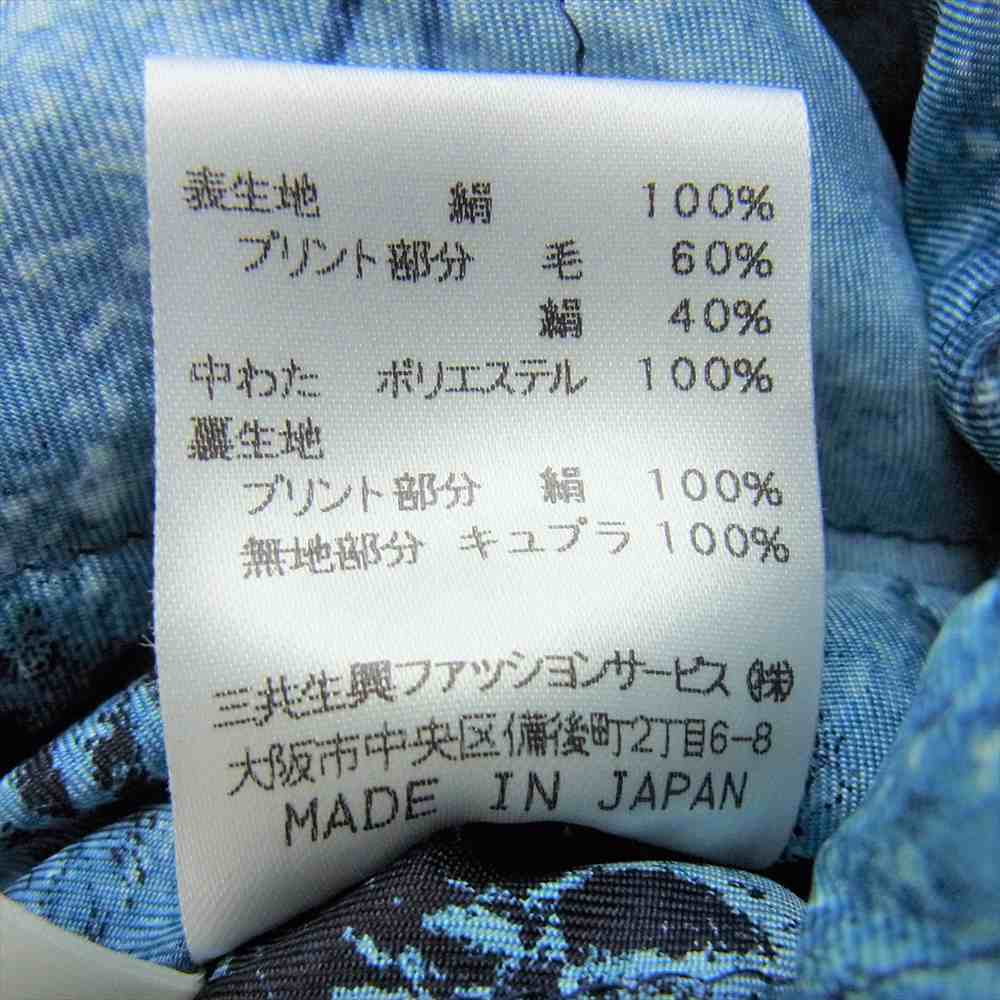 表生地 絹 100%
プリント部分 毛 60%
絹 40%
中わた ポリエステル 100%
裏生地
プリント部分 絹 100%
無地部分 キュプラ 100%
三共生興ファッションサービス㈱
大阪市中央区備後町2丁目6-8
MADE IN JAPAN